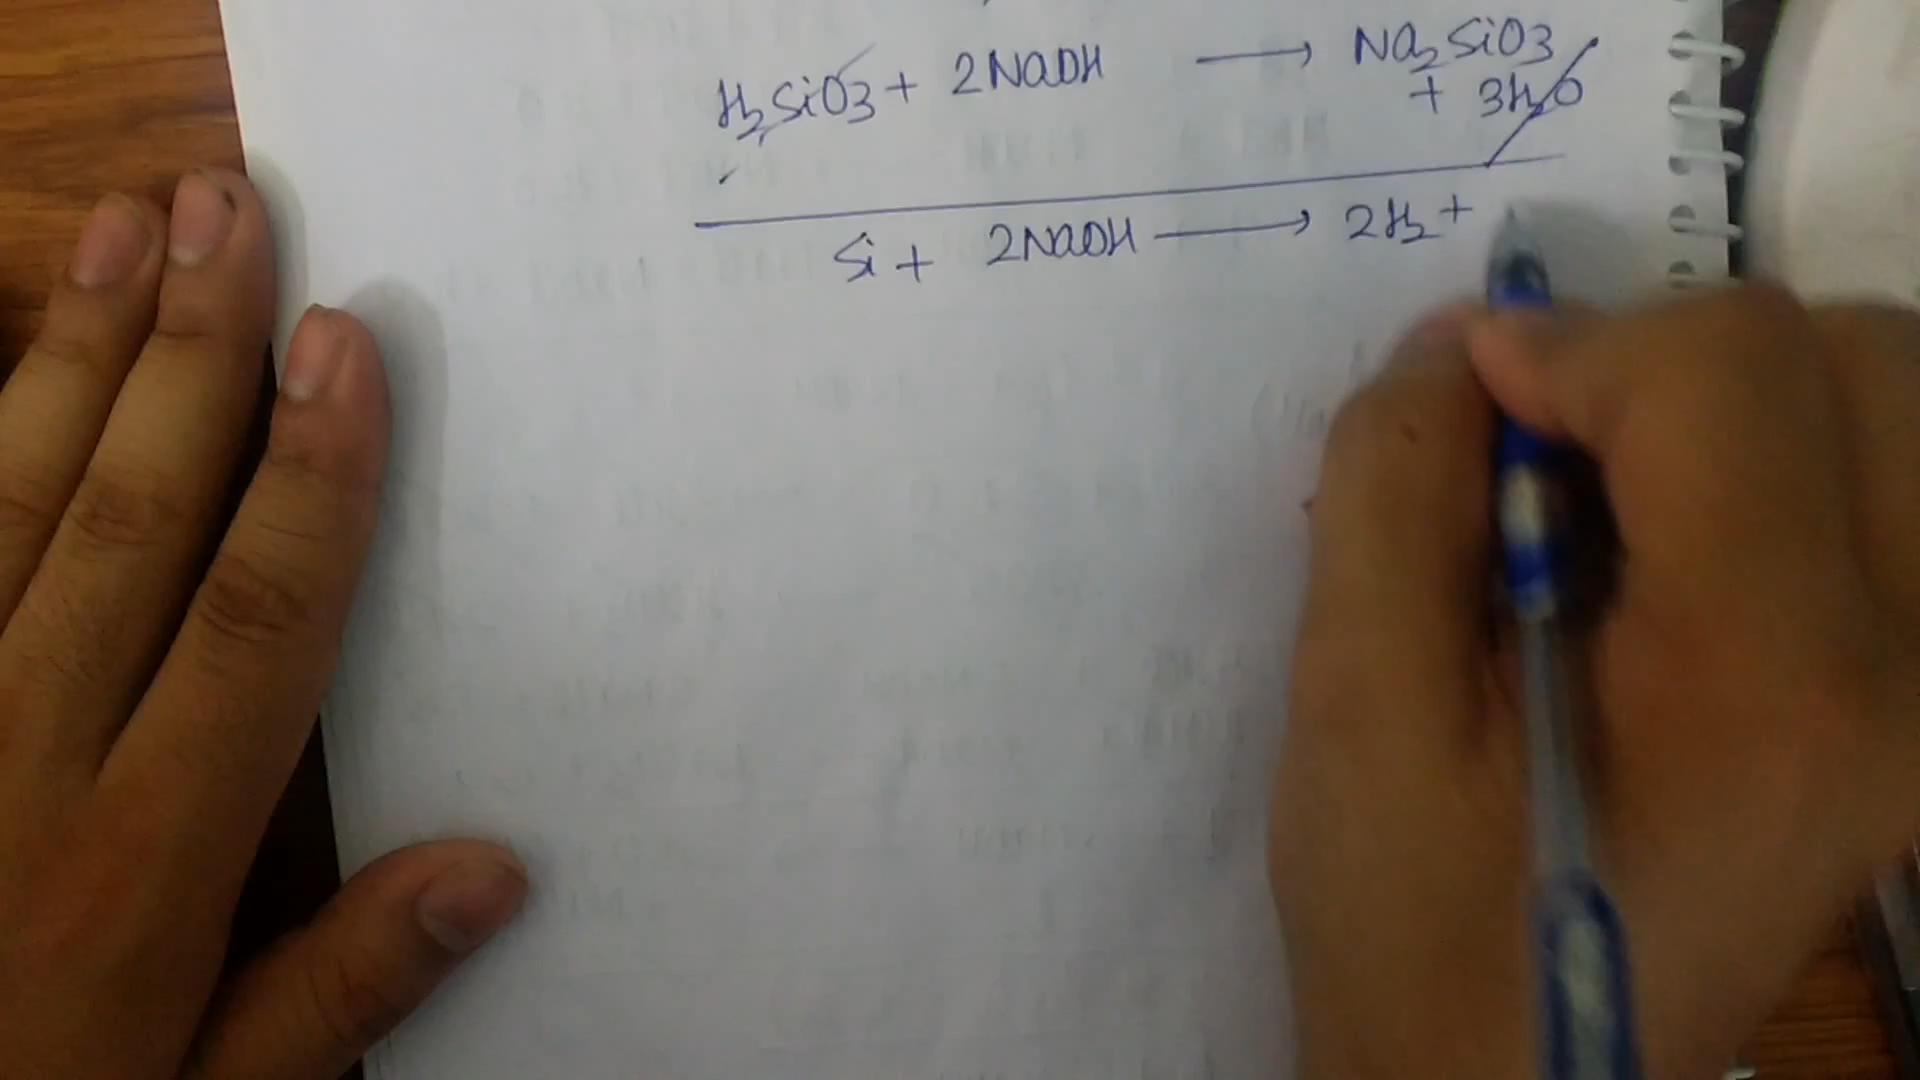 H₂SiO3 + 2NaOH ⟶ Na₂SiO3
+ 3H₂O
Si + 2NaOH ⟶ 2H₂ +